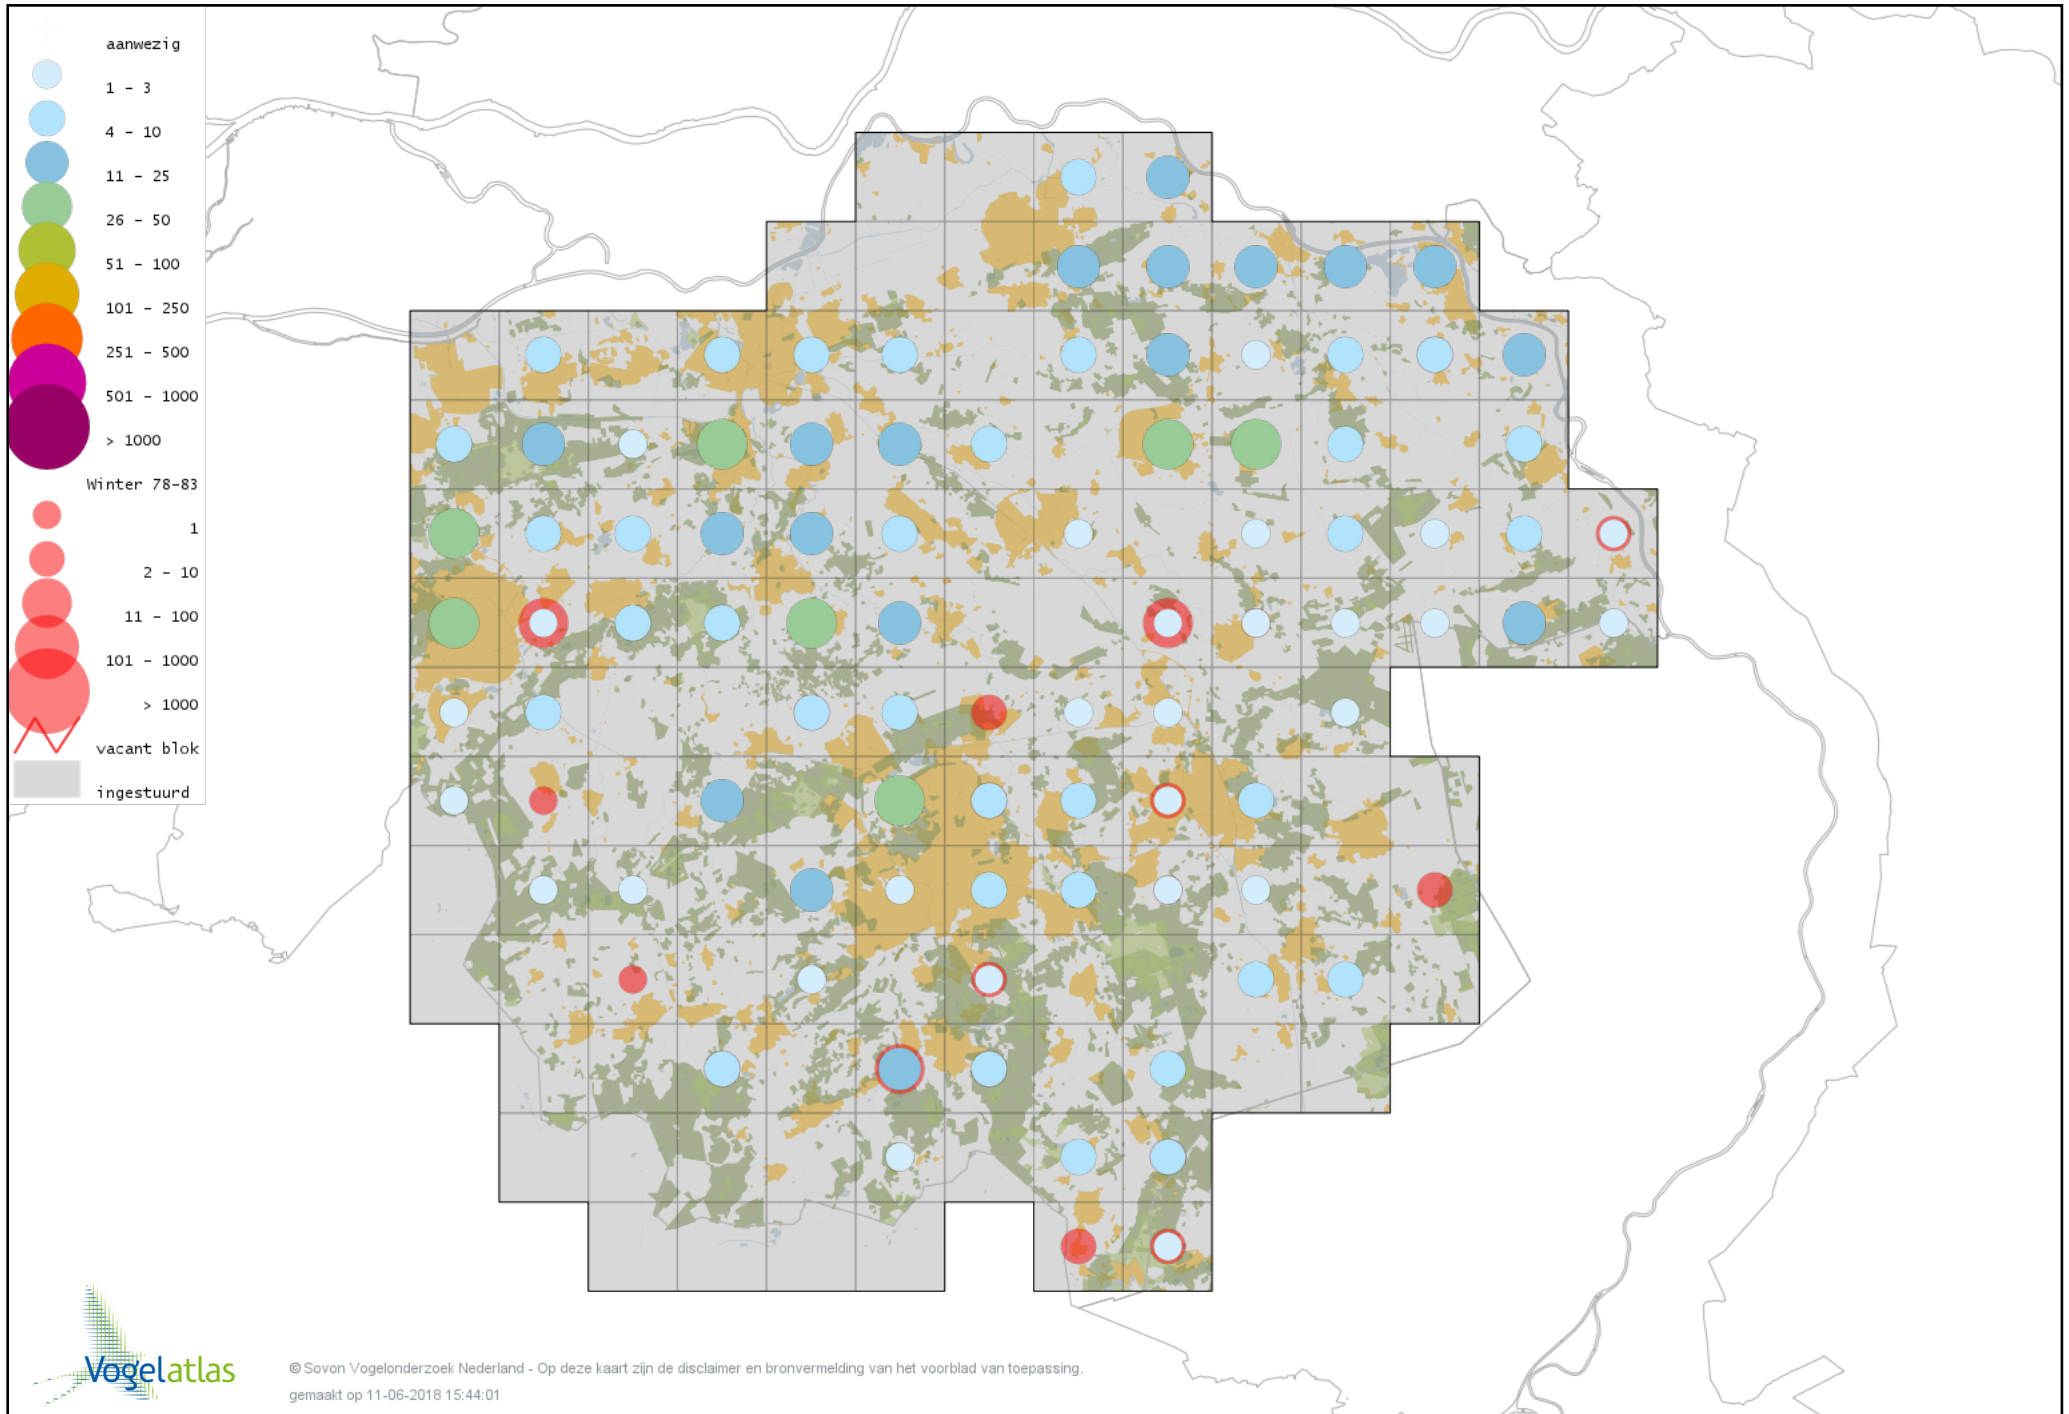 aanwezig
1 - 3
4 - 10
11 - 25
26 - 50
51 - 100
101 - 250
251 - 500
501 - 1000
> 1000
Winter 78-83
1
2 - 10
11 - 100
101 - 1000
> 1000
vacant blok
ingestuurd
Vogelatlas
© Sovon Vogelonderzoek Nederland - Op deze kaart zijn de disclaimer en bronvermelding van het voorblad van toepassing.
gemaakt op 11-06-2018 15:44:01